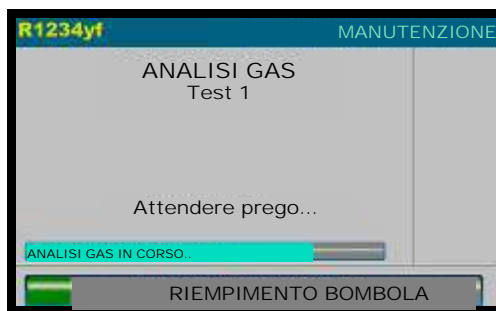 R1234yf MANUTENZIONE
ANALISI GAS
Test 1
Attendere prego...
ANALISI GAS IN CORSO..
RIEMPIMENTO BOMBOLA